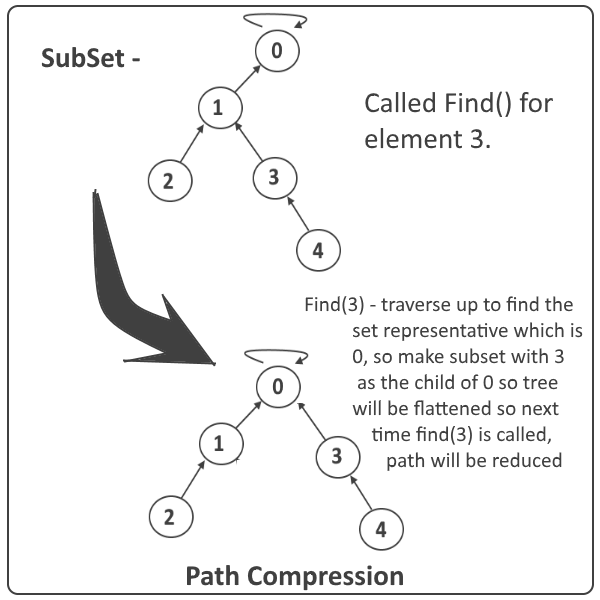 SubSet -
0
1
2
3
4
Called Find() for
element 3.
Find(3) - traverse up to find the
set representative which is
0, so make subset with 3
as the child of 0 so tree
will be flattened so next
time find(3) is called,
path will be reduced
0
1
3
2
4
Path Compression